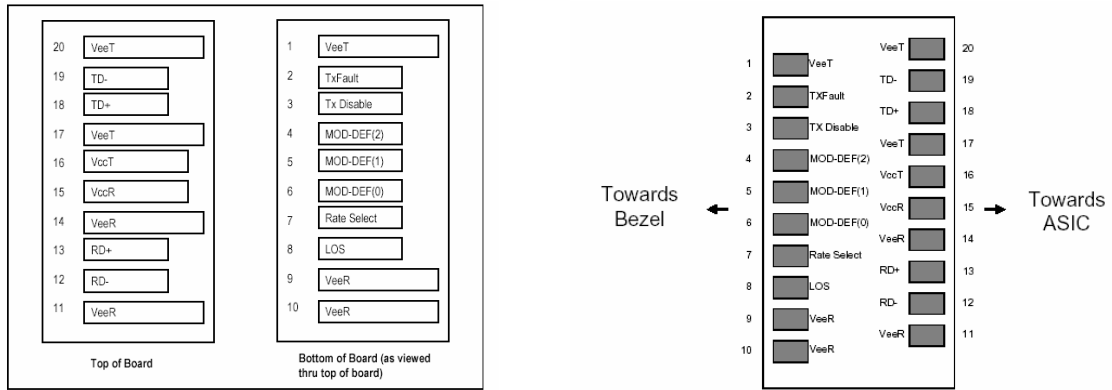 20 VeeT
19 TD-
18 TD+
17 VeeT
16 VccT
15 VccR
14 VeeR
13 RD+
12 RD-
11 VeeR
Top of Board
1 VeeT
2 TxFault
3 Tx Disable
4 MOD-DEF(2)
5 MOD-DEF(1)
6 MOD-DEF(0)
7 Rate Select
8 LOS
9 VeeR
10 VeeR
Bottom of Board (as viewed
thru top of board)
Towards
Bezel
1 VeeT
2 TXFault
3 TX Disable
4 MOD-DEF(2)
5 MOD-DEF(1)
6 MOD-DEF(0)
7 Rate Select
8 LOS
9 VeeR
10 VeeR
VeeT 20
TD- 19
TD+ 18
VeeT 17
VccT 16
VccR 15
VeeR 14
RD+ 13
RD- 12
VeeR 11
Towards
ASIC